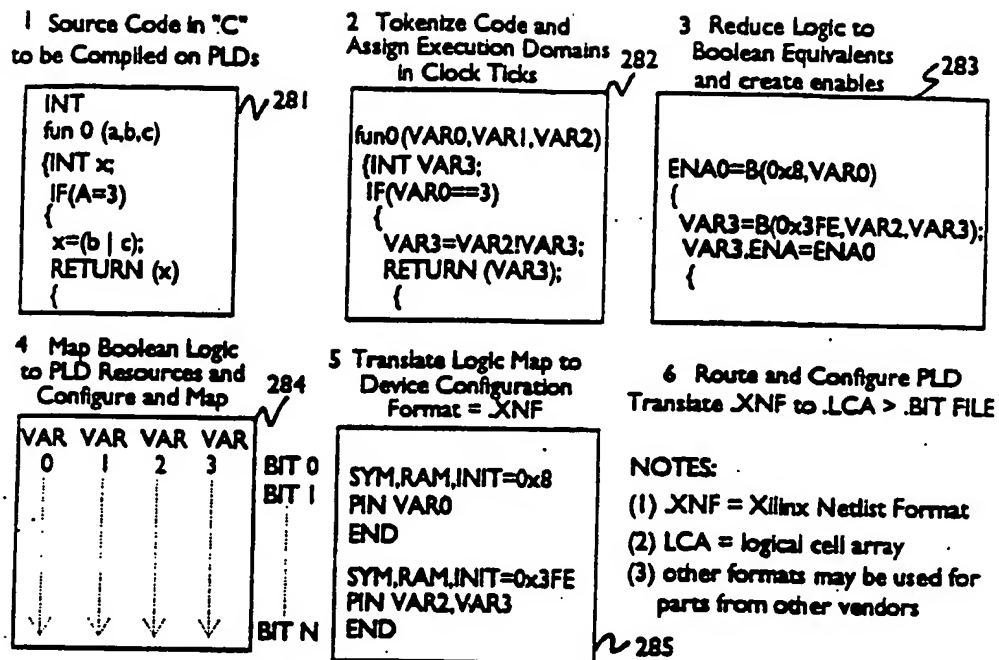 1 Source Code in "C"
to be Compiled on PLDs
281
INT
fun 0 (a,b,c)
{INT x;
IF(A=3)
{
x=(b | c);
RETURN (x)
{
2 Tokenize Code and
Assign Execution Domains
in Clock Ticks
282
fun0(VAR0,VAR1,VAR2)
{INT VAR3;
IF(VAR0==3)
{
VAR3=VAR2!VAR3;
RETURN (VAR3);
{
3 Reduce Logic to
Boolean Equivalents
and create enables
283
ENA0=B(0x8,VAR0)
{
VAR3=B(0x3FE,VAR2,VAR3);
VAR3.ENA=ENA0
{
4 Map Boolean Logic
to PLD Resources and
Configure and Map
284
VAR VAR VAR VAR
0 1 2 3
BIT 0
BIT 1
BIT N
5 Translate Logic Map to
Device Configuration
Format = .XNF
SYM,RAM,INIT=0x8
PIN VAR0
END
SYM,RAM,INIT=0x3FE
PIN VAR2,VAR3
END
285
6 Route and Configure PLD
Translate .XNF to .LCA > .BIT FILE
NOTES:
(1) .XNF = Xilinx Netlist Format
(2) LCA = logical cell array
(3) other formats may be used for
parts from other vendors